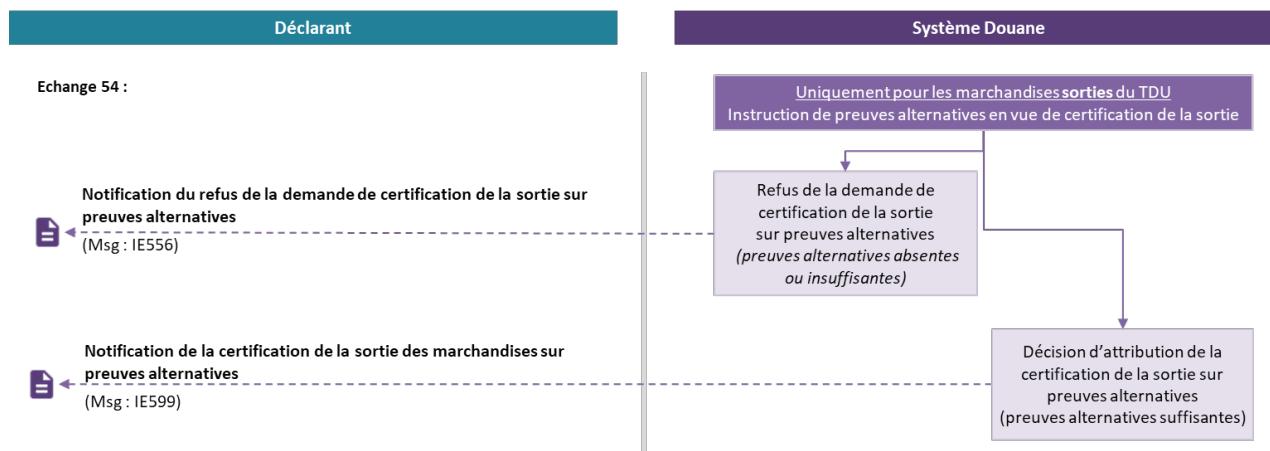 Déclarant
Système Douane
Echange 54 :
Uniquement pour les marchandises sorties du TDU
Instruction de preuves alternatives en vue de certification de la sortie
Notification du refus de la demande de certification de la sortie sur
preuves alternatives
(Msg : IE556)
Refus de la demande de
certification de la sortie
sur preuves alternatives
(preuves alternatives absentes
ou insuffisantes)
Notification de la certification de la sortie des marchandises sur
preuves alternatives
(Msg : IE599)
Décision d’attribution de la
certification de la sortie sur
preuves alternatives
(preuves alternatives suffisantes)